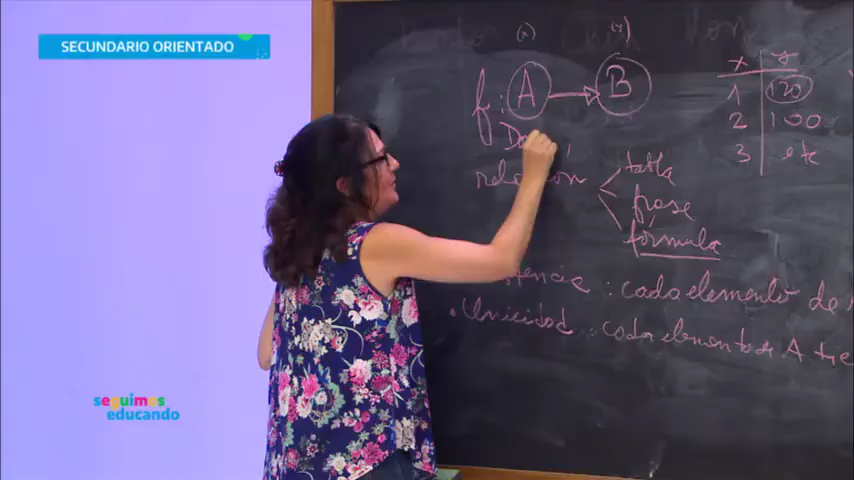 SECUNDARIO ORIENTADO
(x) (y)
f: A → B
x y
1 120
2 100
3 etc
relación
tabla
frase
fórmula
: cada elemento de
. Unicidad : cada elemento de A tie
seguimos
educando